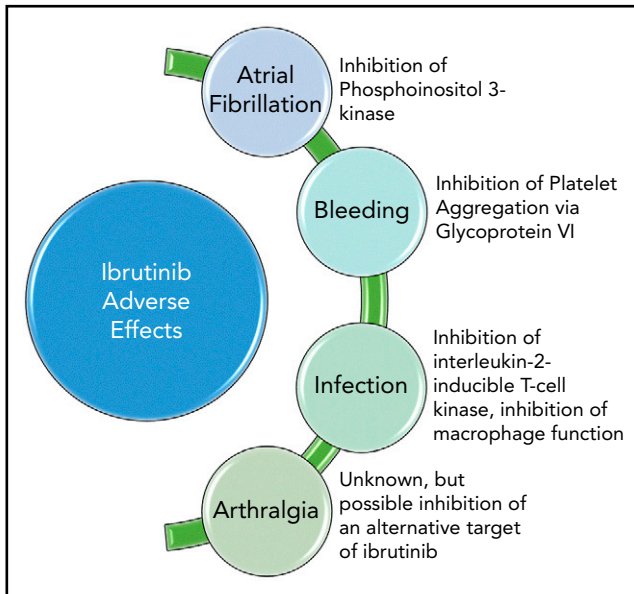 Atrial
Fibrillation
Inhibition of
Phosphoinositol 3-
kinase
Bleeding
Inhibition of Platelet
Aggregation via
Glycoprotein VI
Ibrutinib
Adverse
Effects
Infection
Inhibition of
interleukin-2-
inducible T-cell
kinase, inhibition of
macrophage function
Arthralgia
Unknown, but
possible inhibition of
an alternative target
of ibrutinib